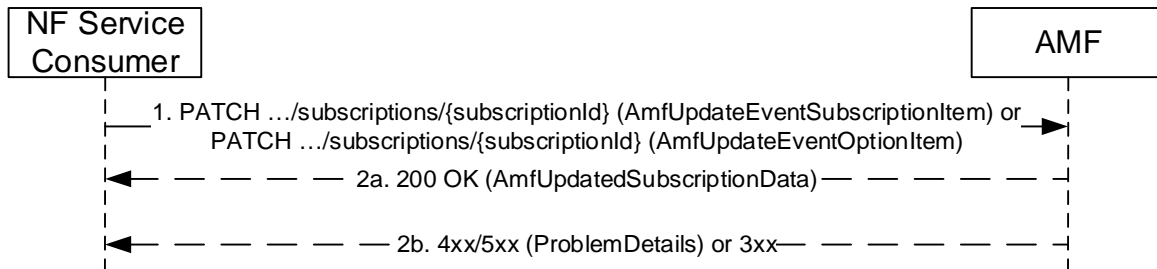 NF Service
Consumer
AMF
1. PATCH …/subscriptions/{subscriptionId} (AmfUpdateEventSubscriptionItem) or
PATCH …/subscriptions/{subscriptionId} (AmfUpdateEventOptionItem)
2a. 200 OK (AmfUpdatedSubscriptionData)
2b. 4xx/5xx (ProblemDetails) or 3xx